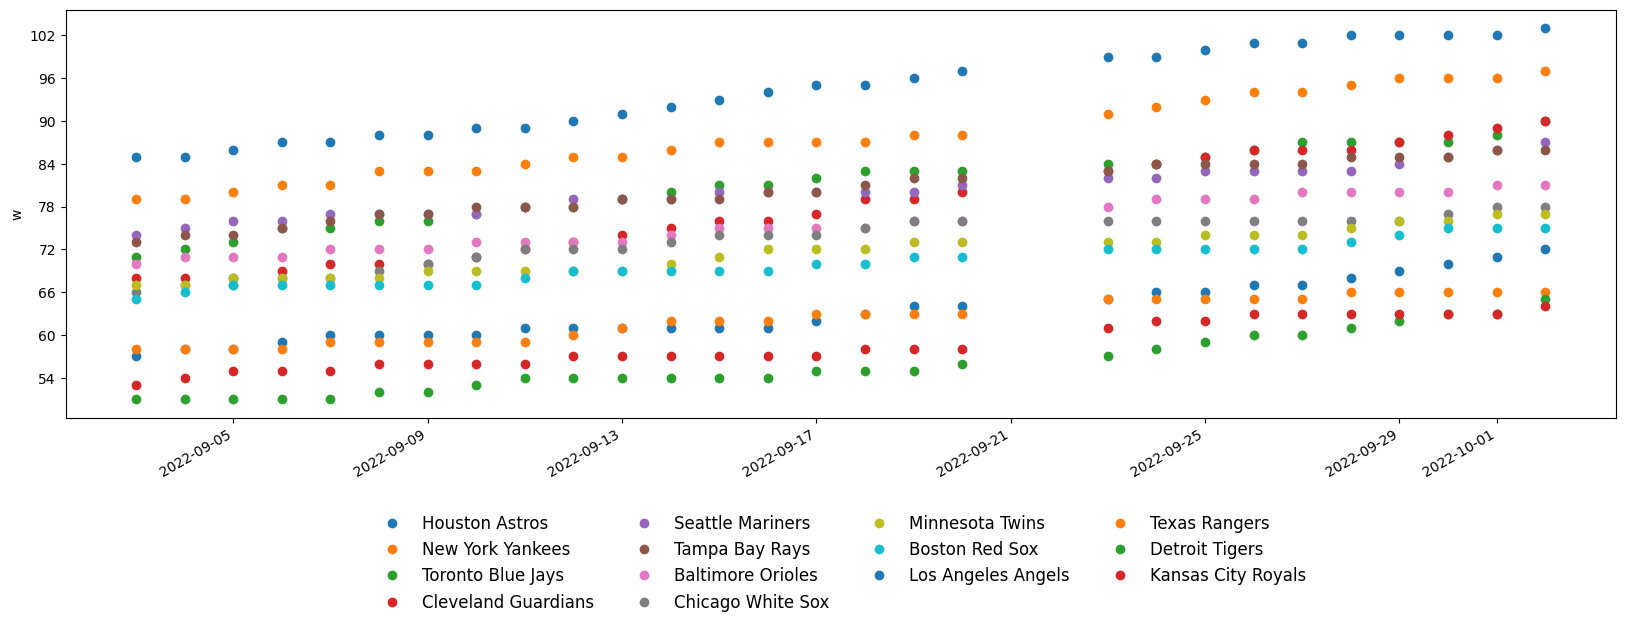 102
96
90
84
78
72
66
60
54
w
2022-09-05
2022-09-09
2022-09-13
2022-09-17
2022-09-21
2022-09-25
2022-09-29
2022-10-01
Houston Astros
New York Yankees
Toronto Blue Jays
Cleveland Guardians
Seattle Mariners
Tampa Bay Rays
Baltimore Orioles
Chicago White Sox
Minnesota Twins
Boston Red Sox
Los Angeles Angels
Texas Rangers
Detroit Tigers
Kansas City Royals